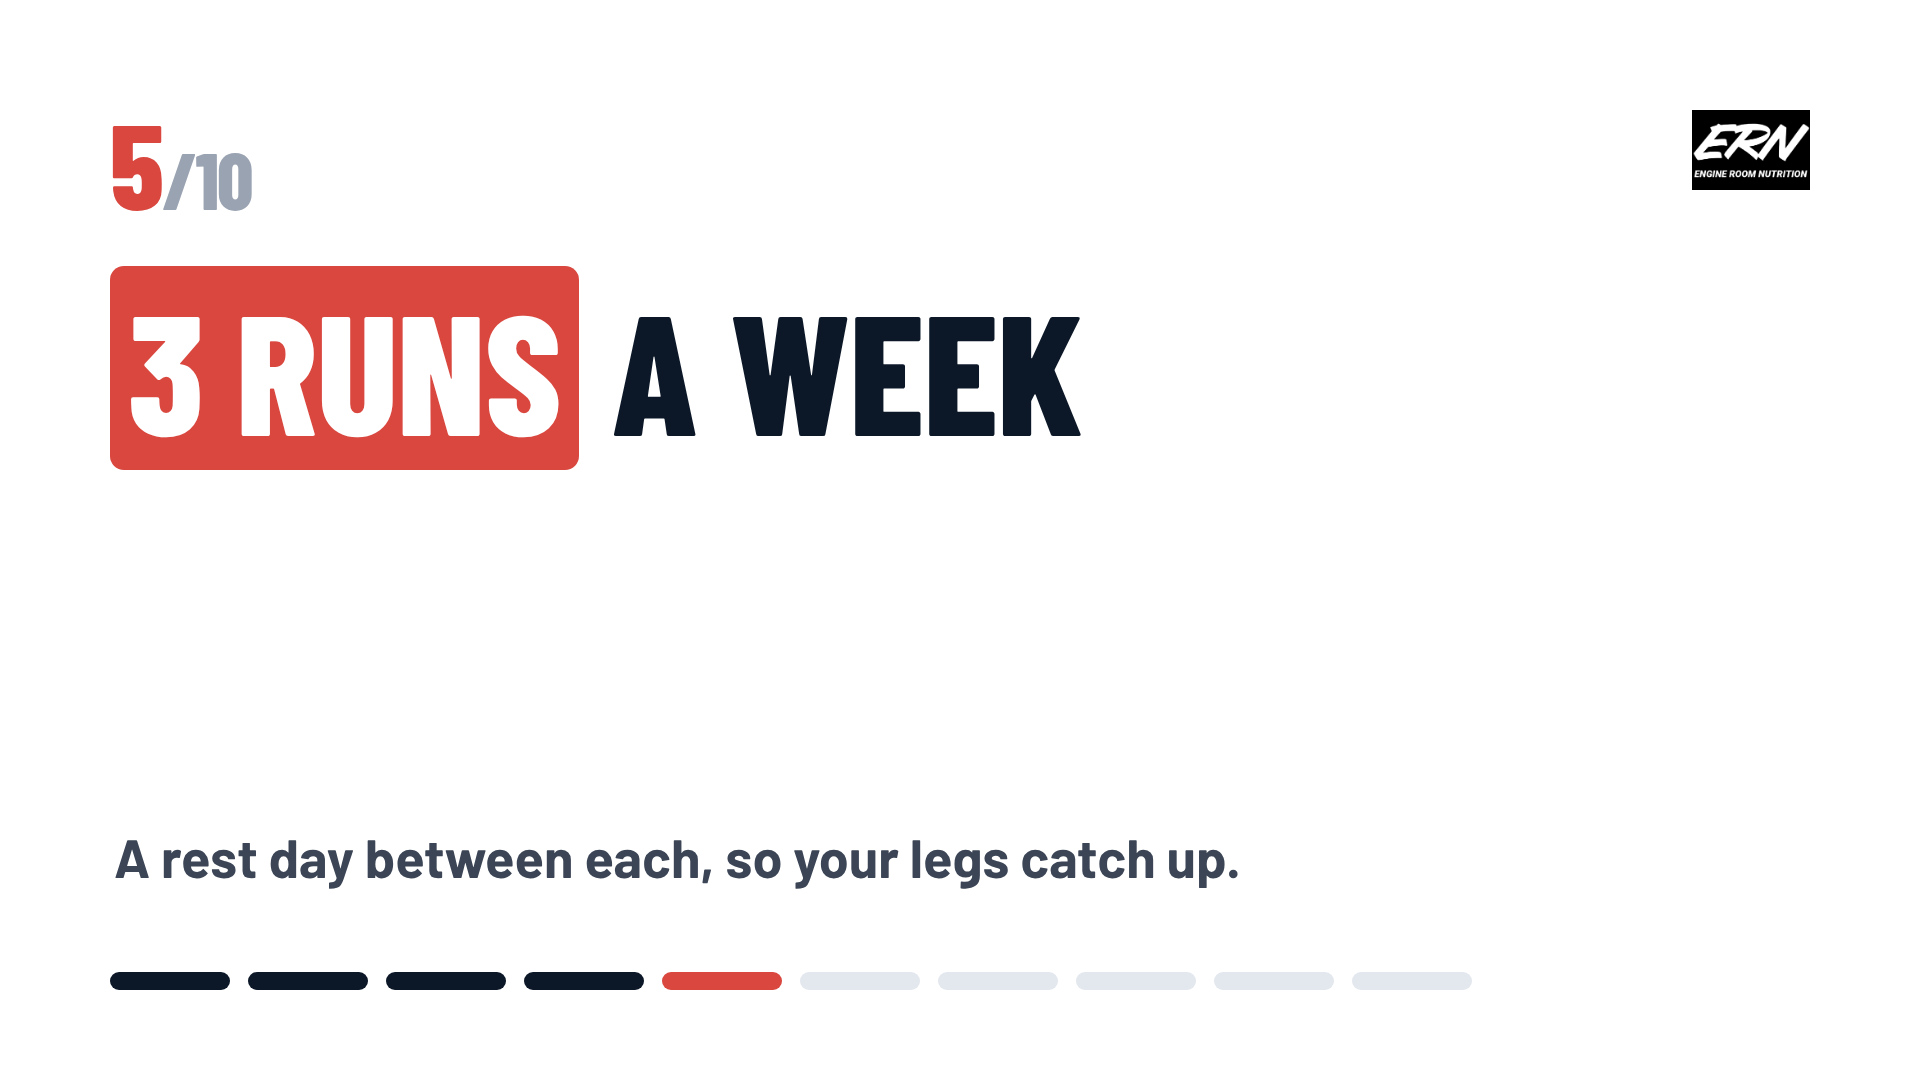 5/10
ERN
ENGINE ROOM NUTRITION
3 RUNS A WEEK
A rest day between each, so your legs catch up.